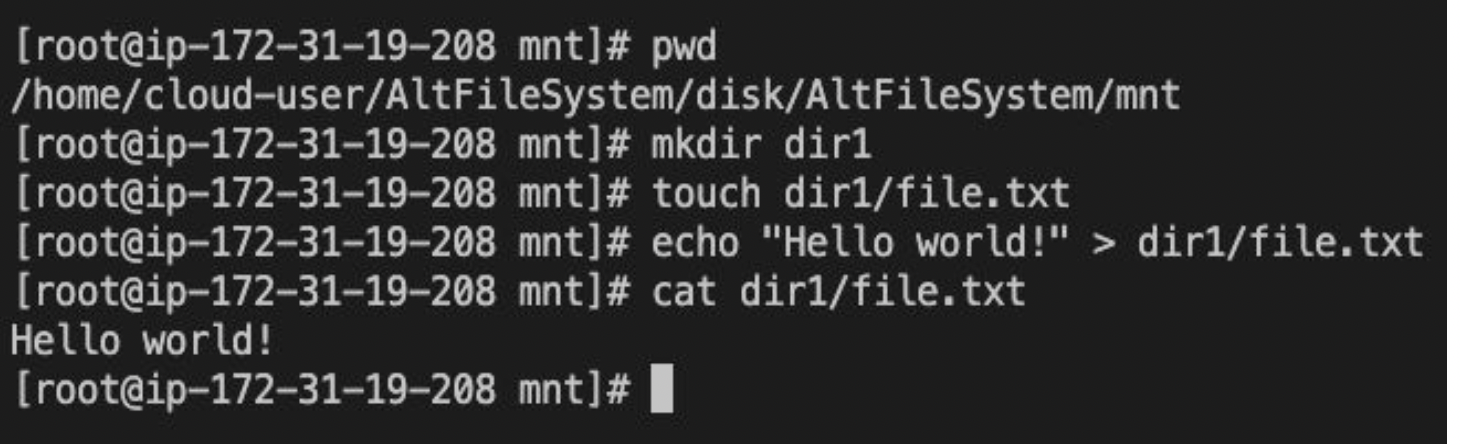 [root@ip-172-31-19-208 mnt]# pwd
/home/cloud-user/AltFileSystem/disk/AltFileSystem/mnt
[root@ip-172-31-19-208 mnt]# mkdir dir1
[root@ip-172-31-19-208 mnt]# touch dir1/file.txt
[root@ip-172-31-19-208 mnt]# echo "Hello world!" > dir1/file.txt
[root@ip-172-31-19-208 mnt]# cat dir1/file.txt
Hello world!
[root@ip-172-31-19-208 mnt]#